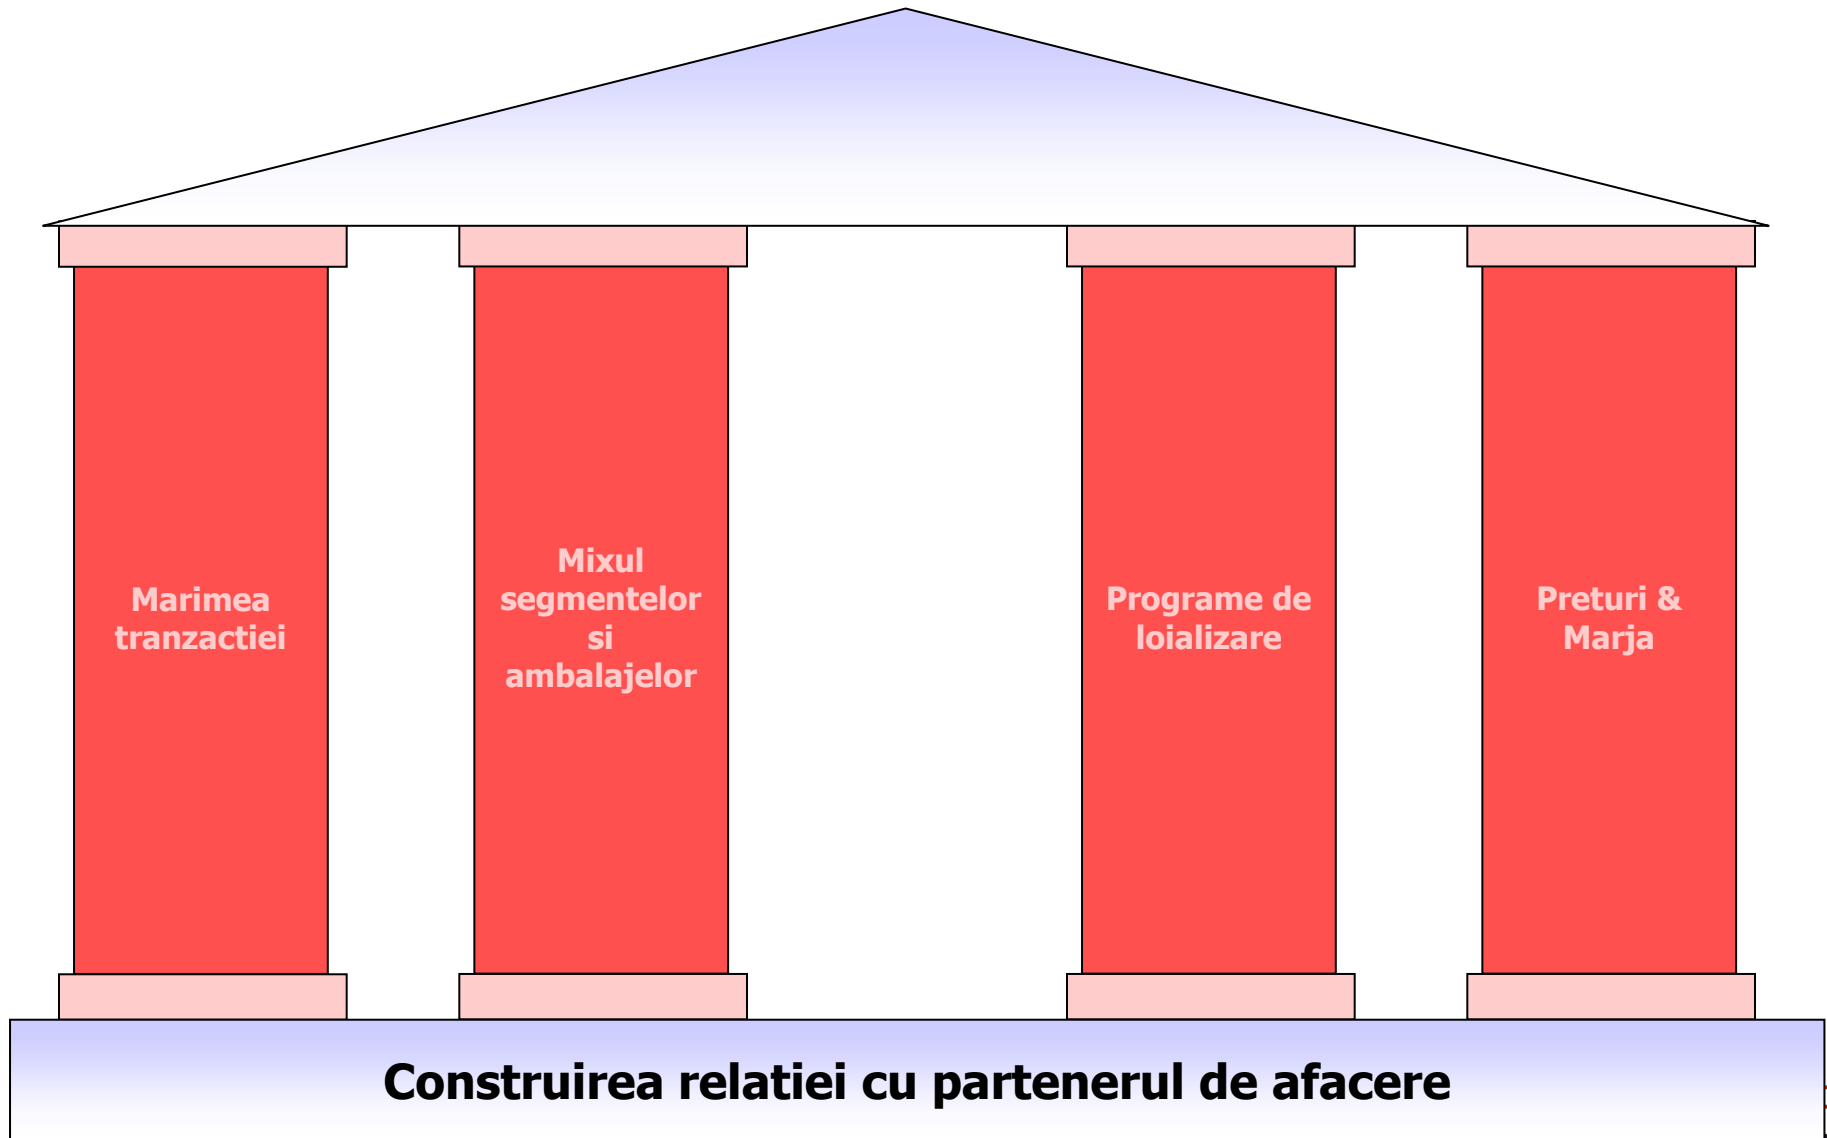 Marimea
tranzactiei
Mixul
segmentelor
si
ambalajelor
Programe de
loializare
Preturi &
Marja
Construirea relatiei cu partenerul de afacere